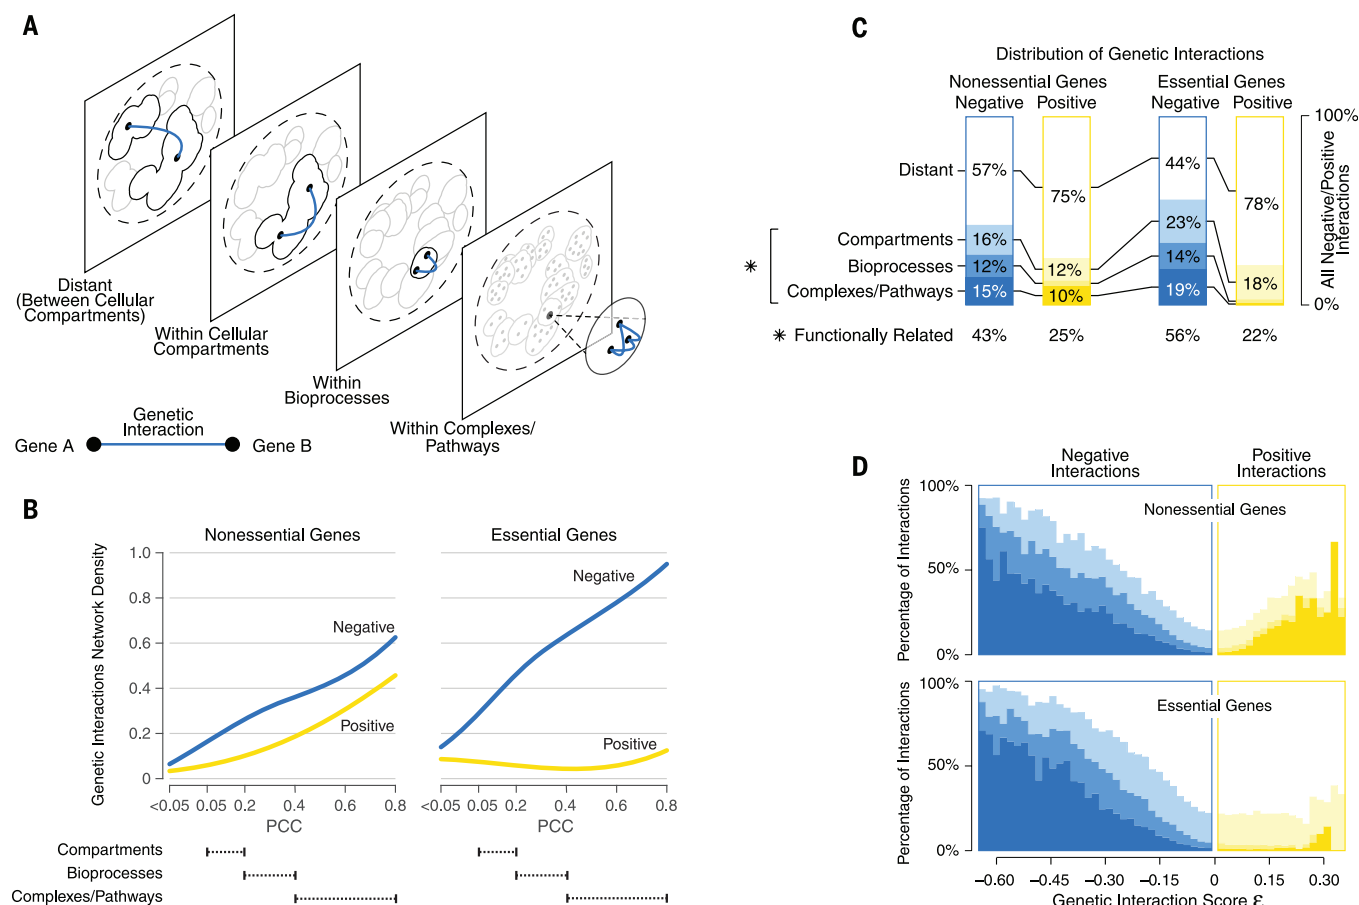 A
Distant
(Between Cellular
Compartments)
Within Cellular
Compartments
Within
Bioprocesses
Within Complexes/
Pathways
Genetic
Interaction
Gene A
Gene B
B
Nonessential Genes
Essential Genes
Genetic Interactions Network Density
1.0
0.8
0.6
0.4
0.2
0
Negative
Positive
Negative
Positive
<0.05 0.05 0.2 0.4 0.6 0.8
<0.05 0.05 0.2 0.4 0.6 0.8
PCC
PCC
Compartments
Bioprocesses
Complexes/Pathways
C
Distribution of Genetic Interactions
Nonessential Genes
Essential Genes
Negative Positive
Negative Positive
100%
Distant
57%
75%
44%
78%
All Negative/Positive
Interactions
Compartments
16%
12%
23%
18%
Bioprocesses
12%
14%
Complexes/Pathways
15%
10%
19%
0%
*
* Functionally Related 43% 25% 56% 22%
D
Negative
Interactions
Positive
Interactions
Percentage of Interactions
100%
50%
0%
Nonessential Genes
Percentage of Interactions
100%
50%
0%
Essential Genes
−0.60 −0.45 −0.30 −0.15 0 0.15 0.30
Genetic Interaction Score ε